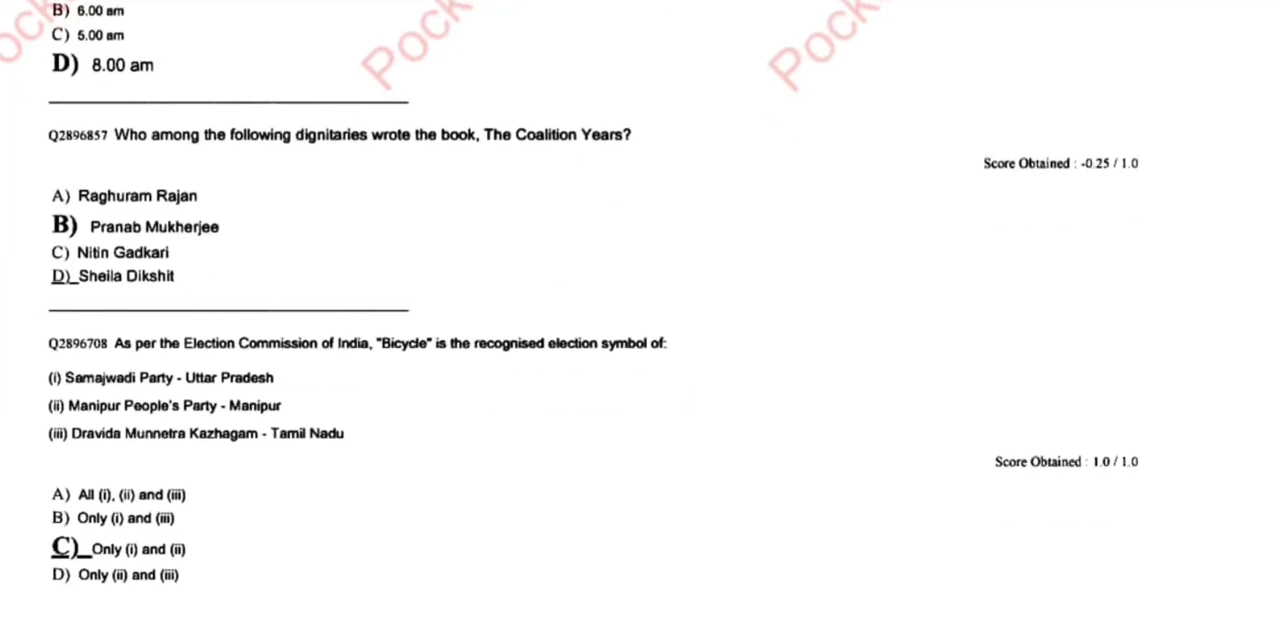 B) 6.00 am
C) 5.00 am
D) 8.00 am
Q2896857 Who among the following dignitaries wrote the book, The Coalition Years?
Score Obtained : -0.25 / 1.0
A) Raghuram Rajan
B) Pranab Mukherjee
C) Nitin Gadkari
D) Sheila Dikshit
Q2896708 As per the Election Commission of India, "Bicycle" is the recognised election symbol of:
(i) Samajwadi Party - Uttar Pradesh
(ii) Manipur People's Party - Manipur
(iii) Dravida Munnetra Kazhagam - Tamil Nadu
Score Obtained : 1.0 / 1.0
A) All (i), (ii) and (iii)
B) Only (i) and (iii)
C) Only (i) and (ii)
D) Only (ii) and (iii)